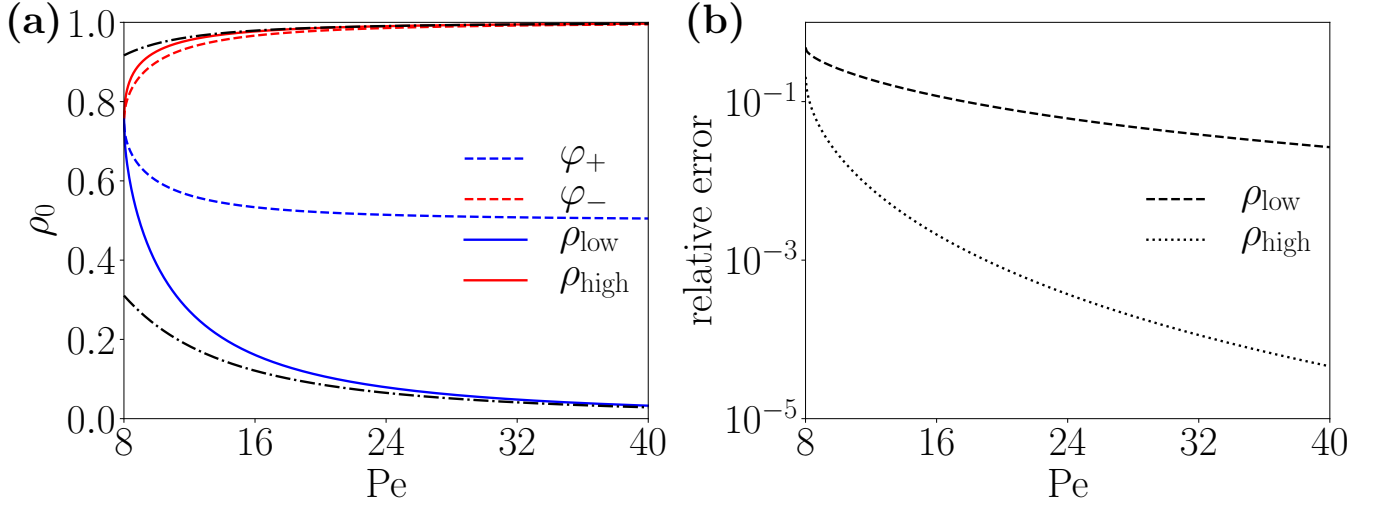 (a)
1.0
0.8
0.6
0.4
0.2
0.0
ρ0
8
16
24
32
40
Pe
φ+
φ−
ρlow
ρhigh
(b)
10−1
10−3
10−5
relative error
8
16
24
32
40
Pe
ρlow
ρhigh